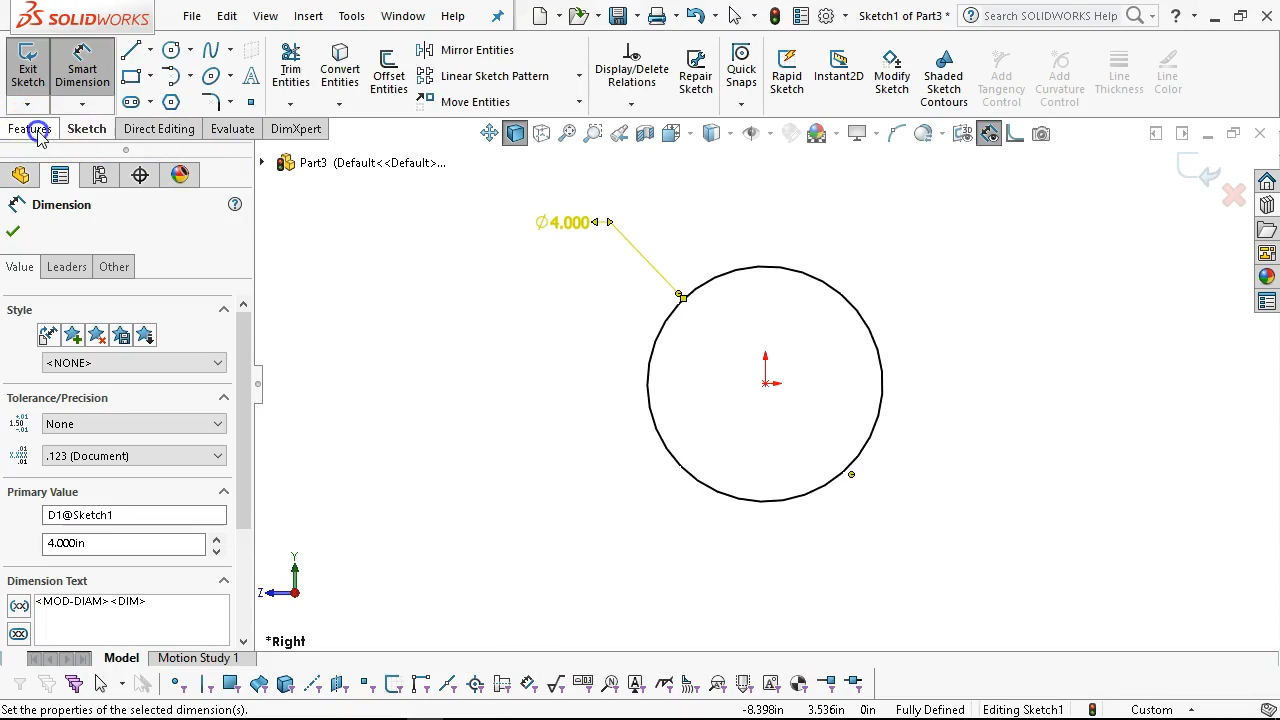 SOLIDWORKS
File Edit View Insert Tools Window Help
Sketch1 of Part3 *
Search SOLIDWORKS Help
Exit Sketch
Smart Dimension
Trim Entities
Convert Entities
Offset Entities
Mirror Entities
Linear Sketch Pattern
Move Entities
Display/Delete Relations
Repair Sketch
Quick Snaps
Rapid Sketch
Instant2D
Modify Sketch
Shaded Sketch Contours
Add Tangency Control
Add Curvature Control
Line Thickness
Line Color
Features Sketch Direct Editing Evaluate DimXpert
Part3 (Default<<Default>...
Dimension
Value Leaders Other
Style
<NONE>
Tolerance/Precision
None
.123 (Document)
Primary Value
D1@Sketch1
4.000in
Dimension Text
<MOD-DIAM><DIM>
∅4.000
Y
Z
*Right
Model Motion Study 1
Set the properties of the selected dimension(s).
-8.398in 3.536in 0in Fully Defined Editing Sketch1 Custom